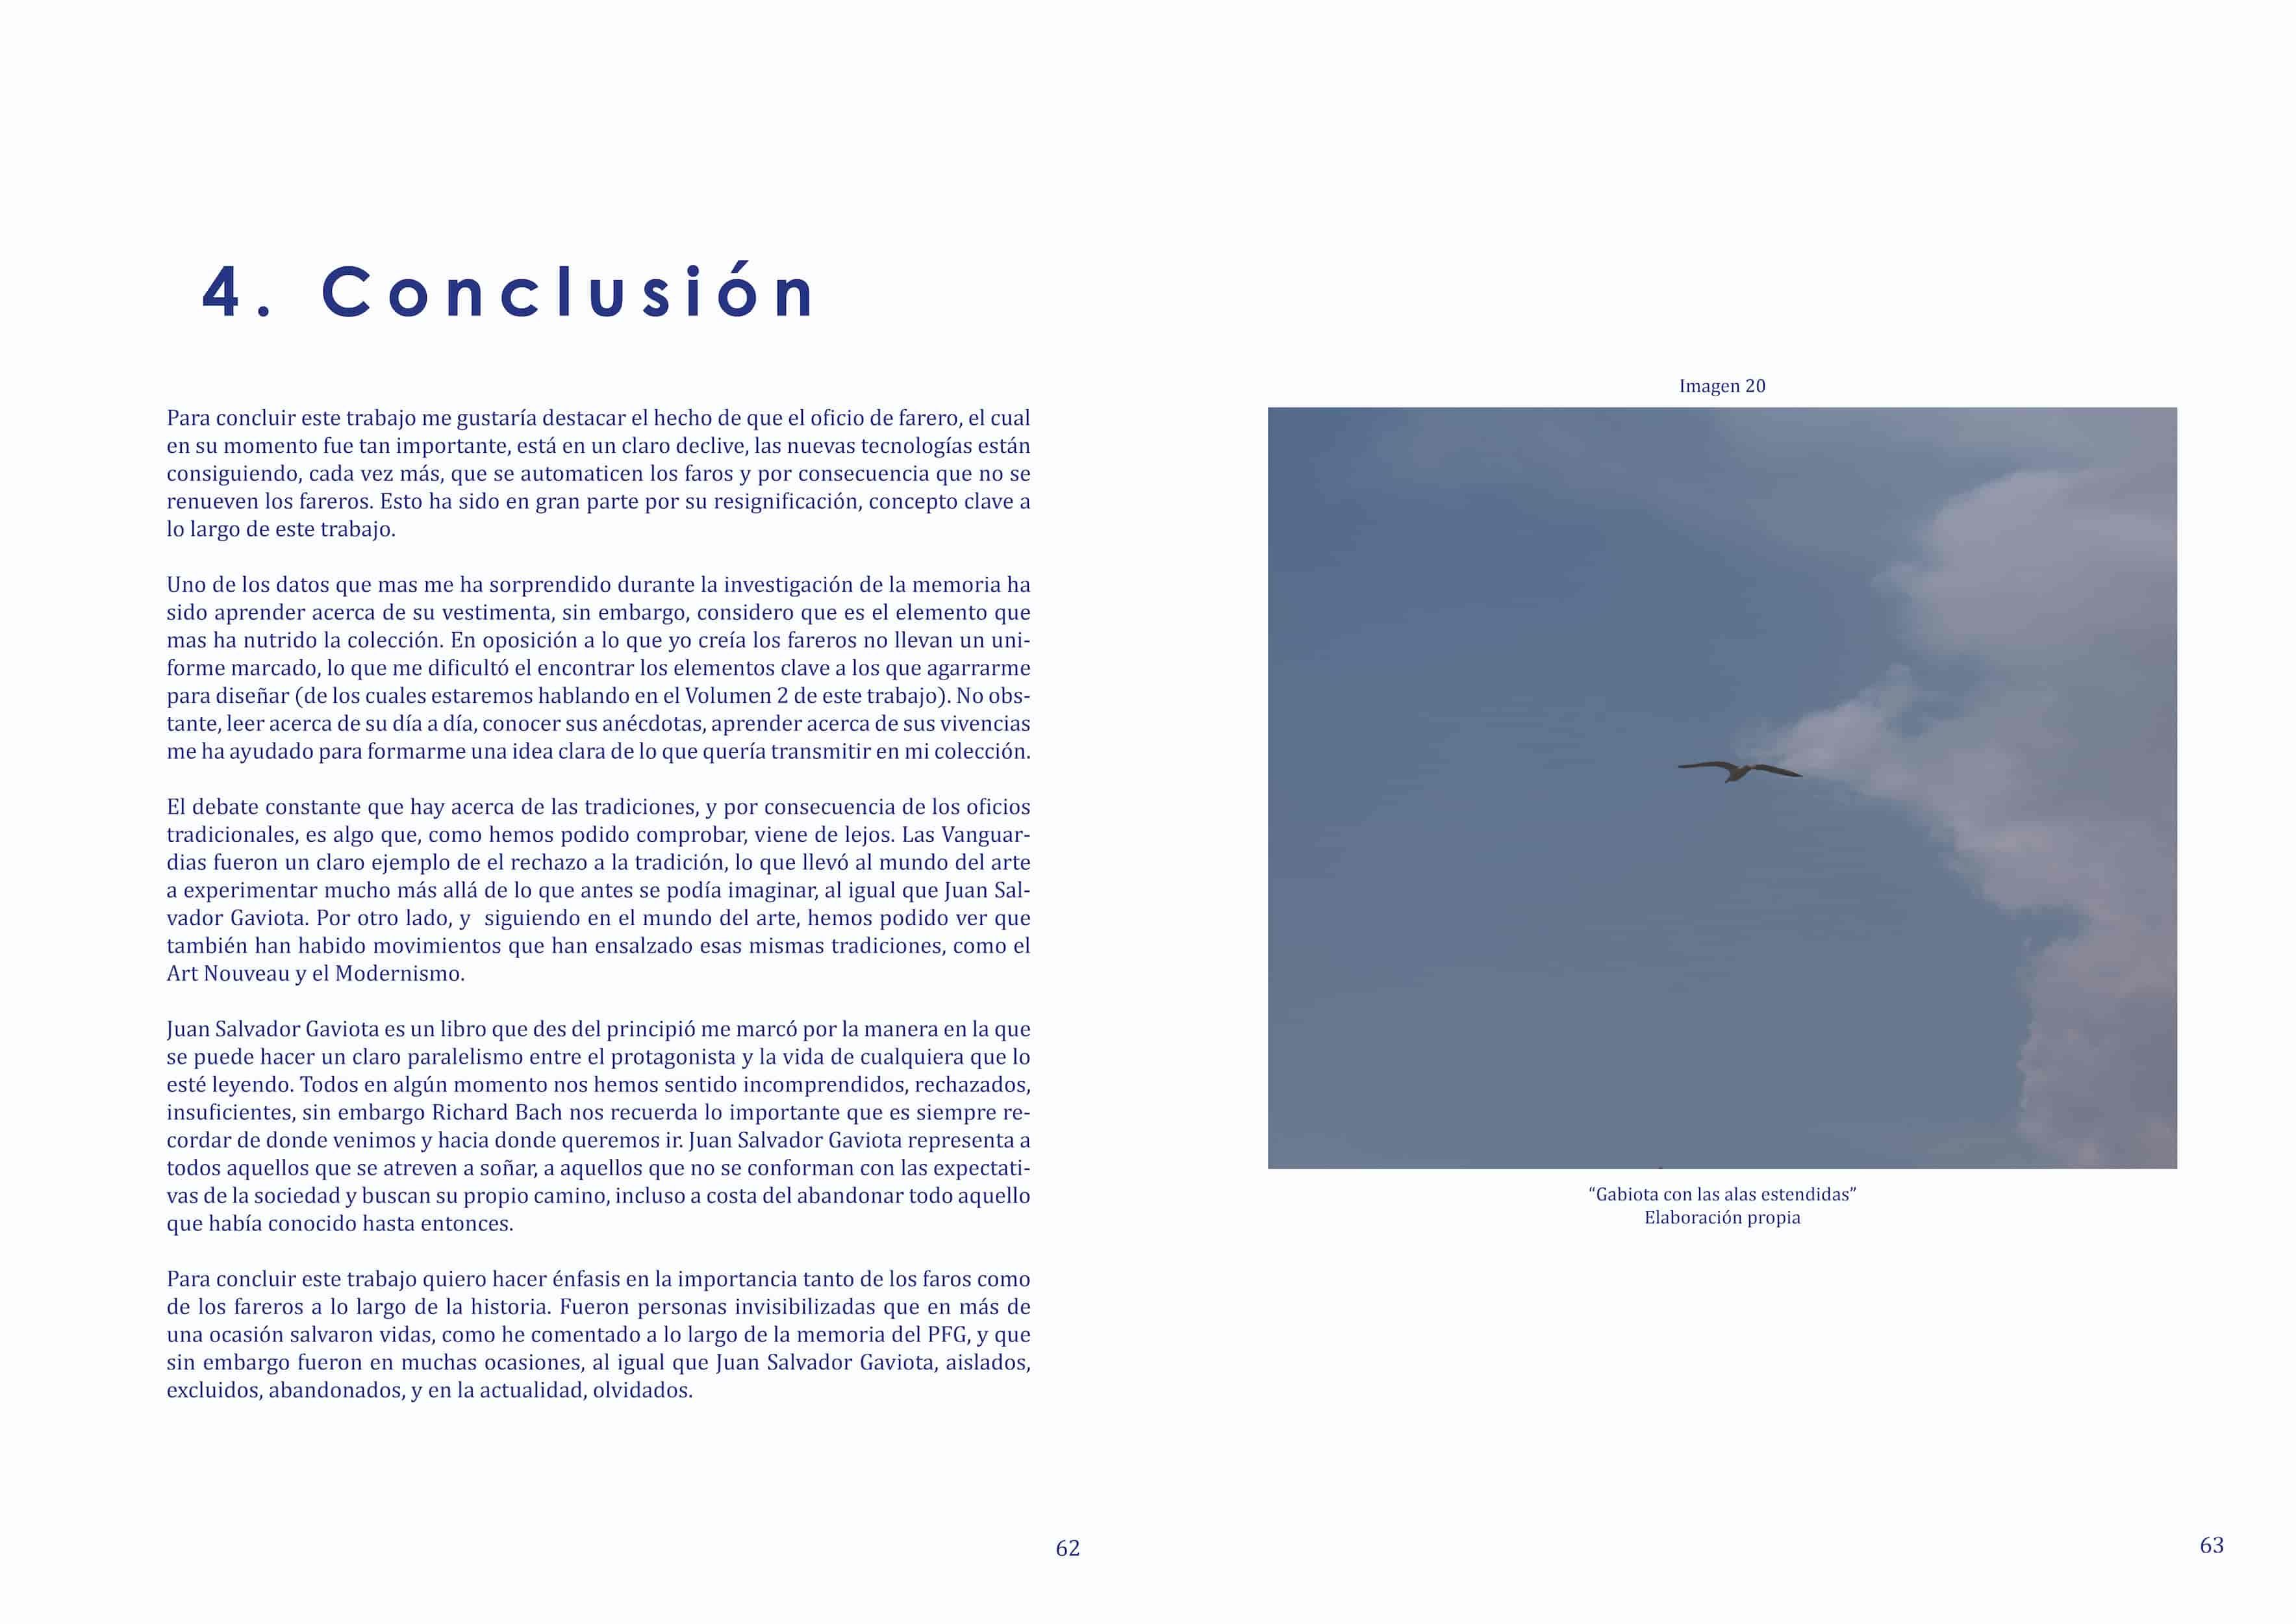 4. Conclusión
Para concluir este trabajo me gustaría destacar el hecho de que el oficio de farero, el cual
en su momento fue tan importante, está en un claro declive, las nuevas tecnologías están
consiguiendo, cada vez más, que se automaticen los faros y por consecuencia que no se
renueven los fareros. Esto ha sido en gran parte por su resignificación, concepto clave a
lo largo de este trabajo.
Uno de los datos que mas me ha sorprendido durante la investigación de la memoria ha
sido aprender acerca de su vestimenta, sin embargo, considero que es el elemento que
mas ha nutrido la colección. En oposición a lo que yo creía los fareros no llevan un uni-
forme marcado, lo que me dificultó el encontrar los elementos clave a los que agarrarme
para diseñar (de los cuales estaremos hablando en el Volumen 2 de este trabajo). No obs-
tante, leer acerca de su día a día, conocer sus anécdotas, aprender acerca de sus vivencias
me ha ayudado para formarme una idea clara de lo que quería transmitir en mi colección.
El debate constante que hay acerca de las tradiciones, y por consecuencia de los oficios
tradicionales, es algo que, como hemos podido comprobar, viene de lejos. Las Vanguar-
dias fueron un claro ejemplo de el rechazo a la tradición, lo que llevó al mundo del arte
a experimentar mucho más allá de lo que antes se podía imaginar, al igual que Juan Sal-
vador Gaviota. Por otro lado, y  siguiendo en el mundo del arte, hemos podido ver que
también han habido movimientos que han ensalzado esas mismas tradiciones, como el
Art Nouveau y el Modernismo.
Juan Salvador Gaviota es un libro que des del principió me marcó por la manera en la que
se puede hacer un claro paralelismo entre el protagonista y la vida de cualquiera que lo
esté leyendo. Todos en algún momento nos hemos sentido incomprendidos, rechazados,
insuficientes, sin embargo Richard Bach nos recuerda lo importante que es siempre re-
cordar de donde venimos y hacia donde queremos ir. Juan Salvador Gaviota representa a
todos aquellos que se atreven a soñar, a aquellos que no se conforman con las expectati-
vas de la sociedad y buscan su propio camino, incluso a costa del abandonar todo aquello
que había conocido hasta entonces.
Para concluir este trabajo quiero hacer énfasis en la importancia tanto de los faros como
de los fareros a lo largo de la historia. Fueron personas invisibilizadas que en más de
una ocasión salvaron vidas, como he comentado a lo largo de la memoria del PFG, y que
sin embargo fueron en muchas ocasiones, al igual que Juan Salvador Gaviota, aislados,
excluidos, abandonados, y en la actualidad, olvidados.
62
Imagen 20
“Gabiota con las alas estendidas”
Elaboración propia
63